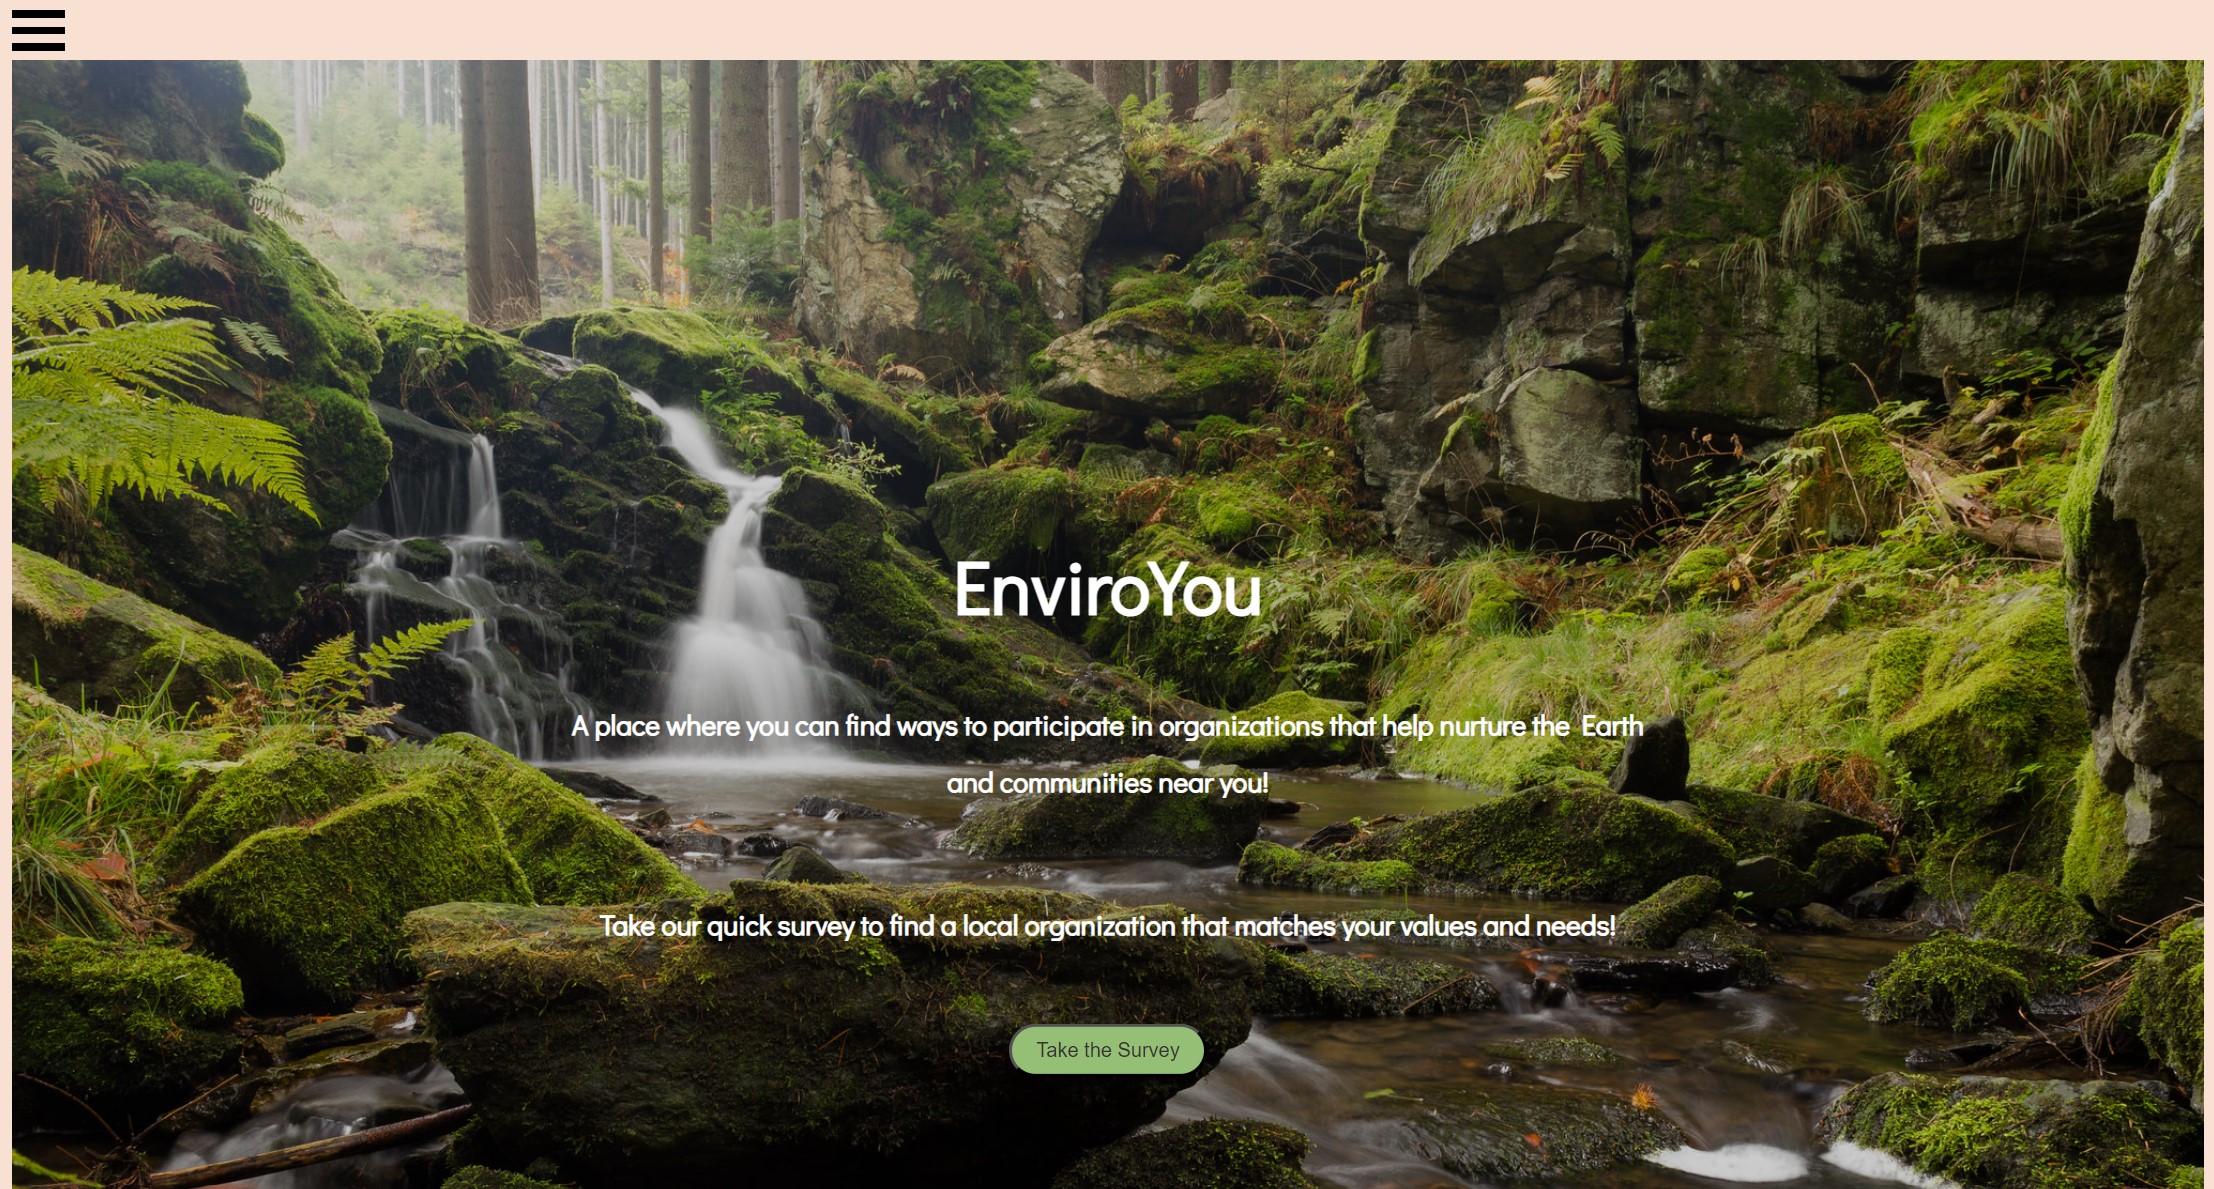 EnviroYou
A place where you can find ways to participate in organizations that help nurture the Earth
and communities near you!
Take our quick survey to find a local organization that matches your values and needs!
Take the Survey